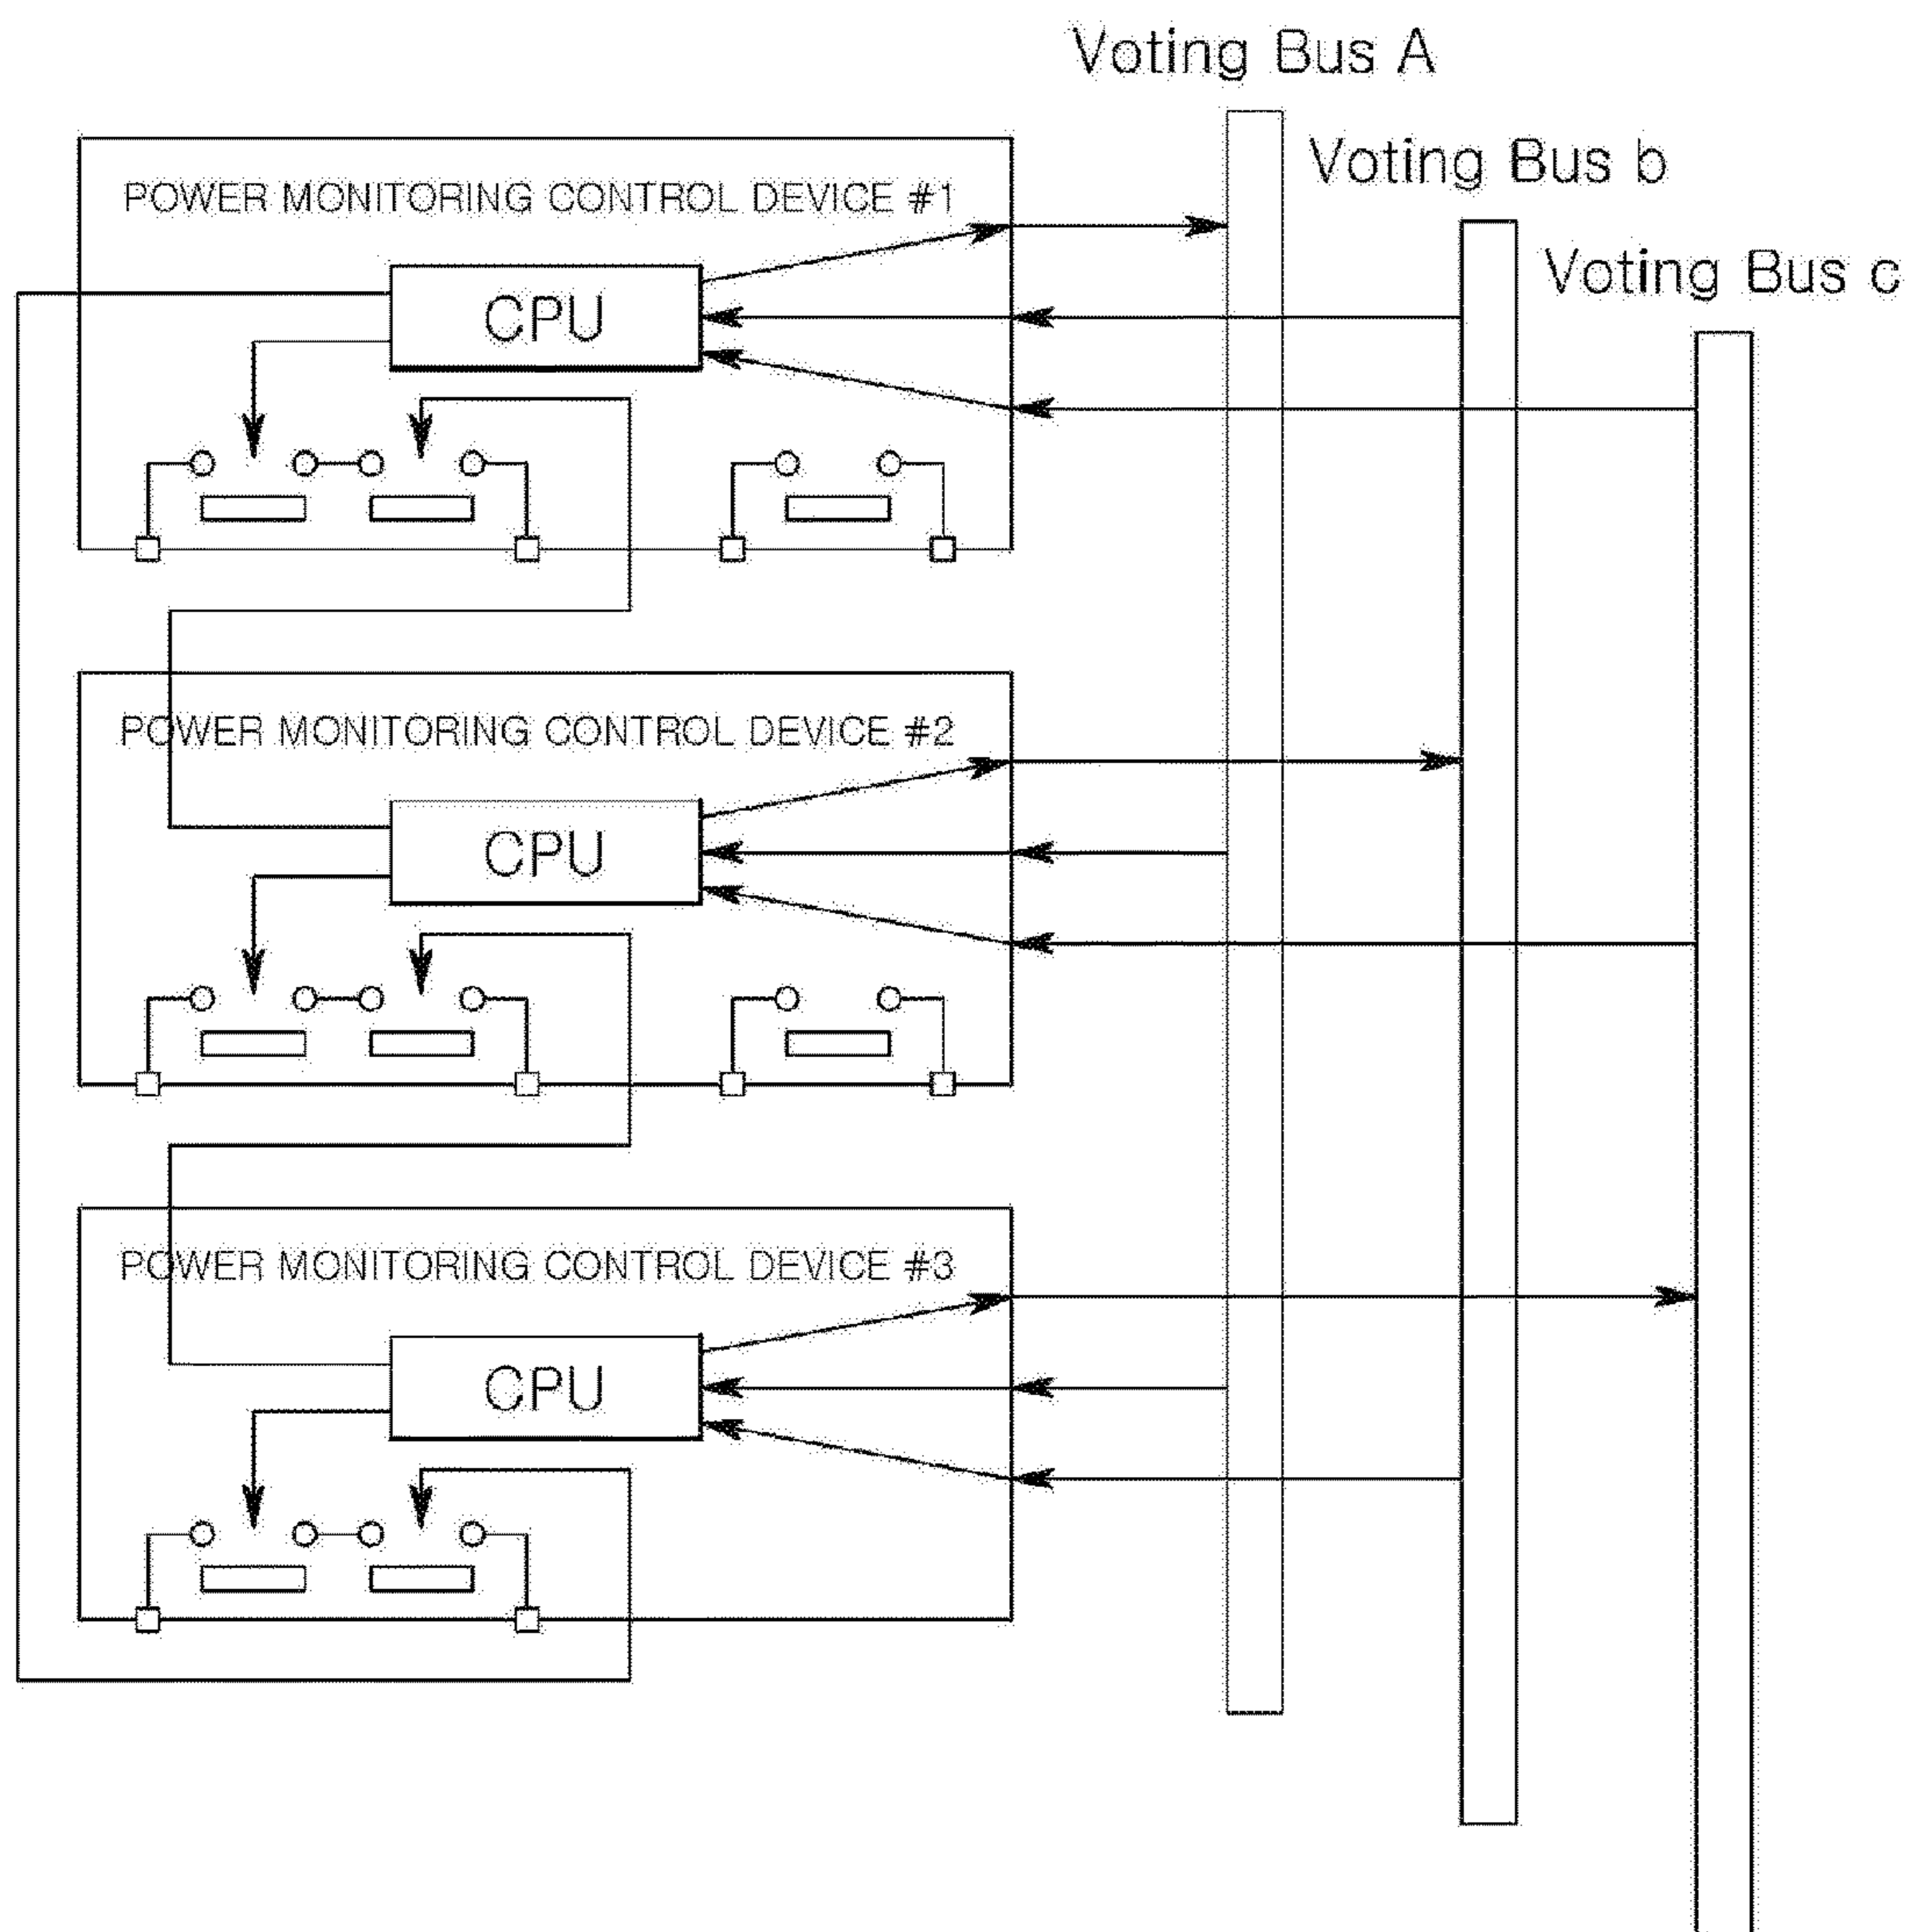 Voting Bus A
Voting Bus b
Voting Bus c
POWER MONITORING CONTROL DEVICE #1
CPU
POWER MONITORING CONTROL DEVICE #2
CPU
POWER MONITORING CONTROL DEVICE #3
CPU